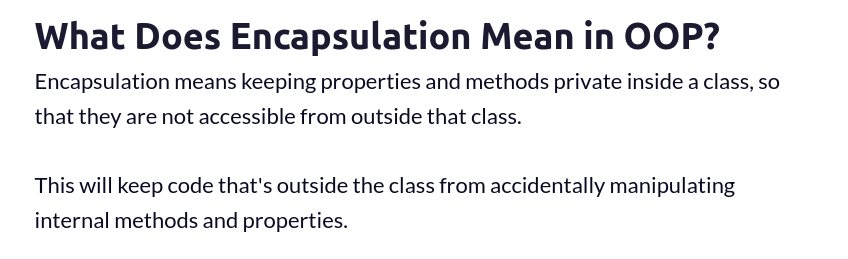 What Does Encapsulation Mean in OOP?
Encapsulation means keeping properties and methods private inside a class, so
that they are not accessible from outside that class.
This will keep code that's outside the class from accidentally manipulating
internal methods and properties.